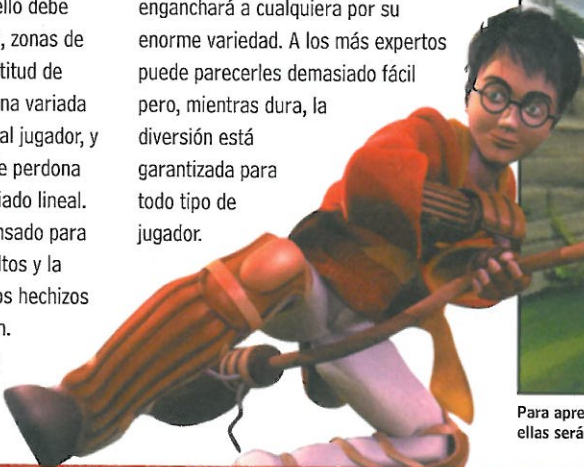 ello debe
, zonas de
titud de
na variada
al jugador, y
e perdona
iado lineal.
nsado para
ltos y la
os hechizos
n.
enganchará a cualquiera por su
enorme variedad. A los más expertos
puede parecerles demasiado fácil
pero, mientras dura, la
diversión está
garantizada para
todo tipo de
jugador.
Para apre
ellas será